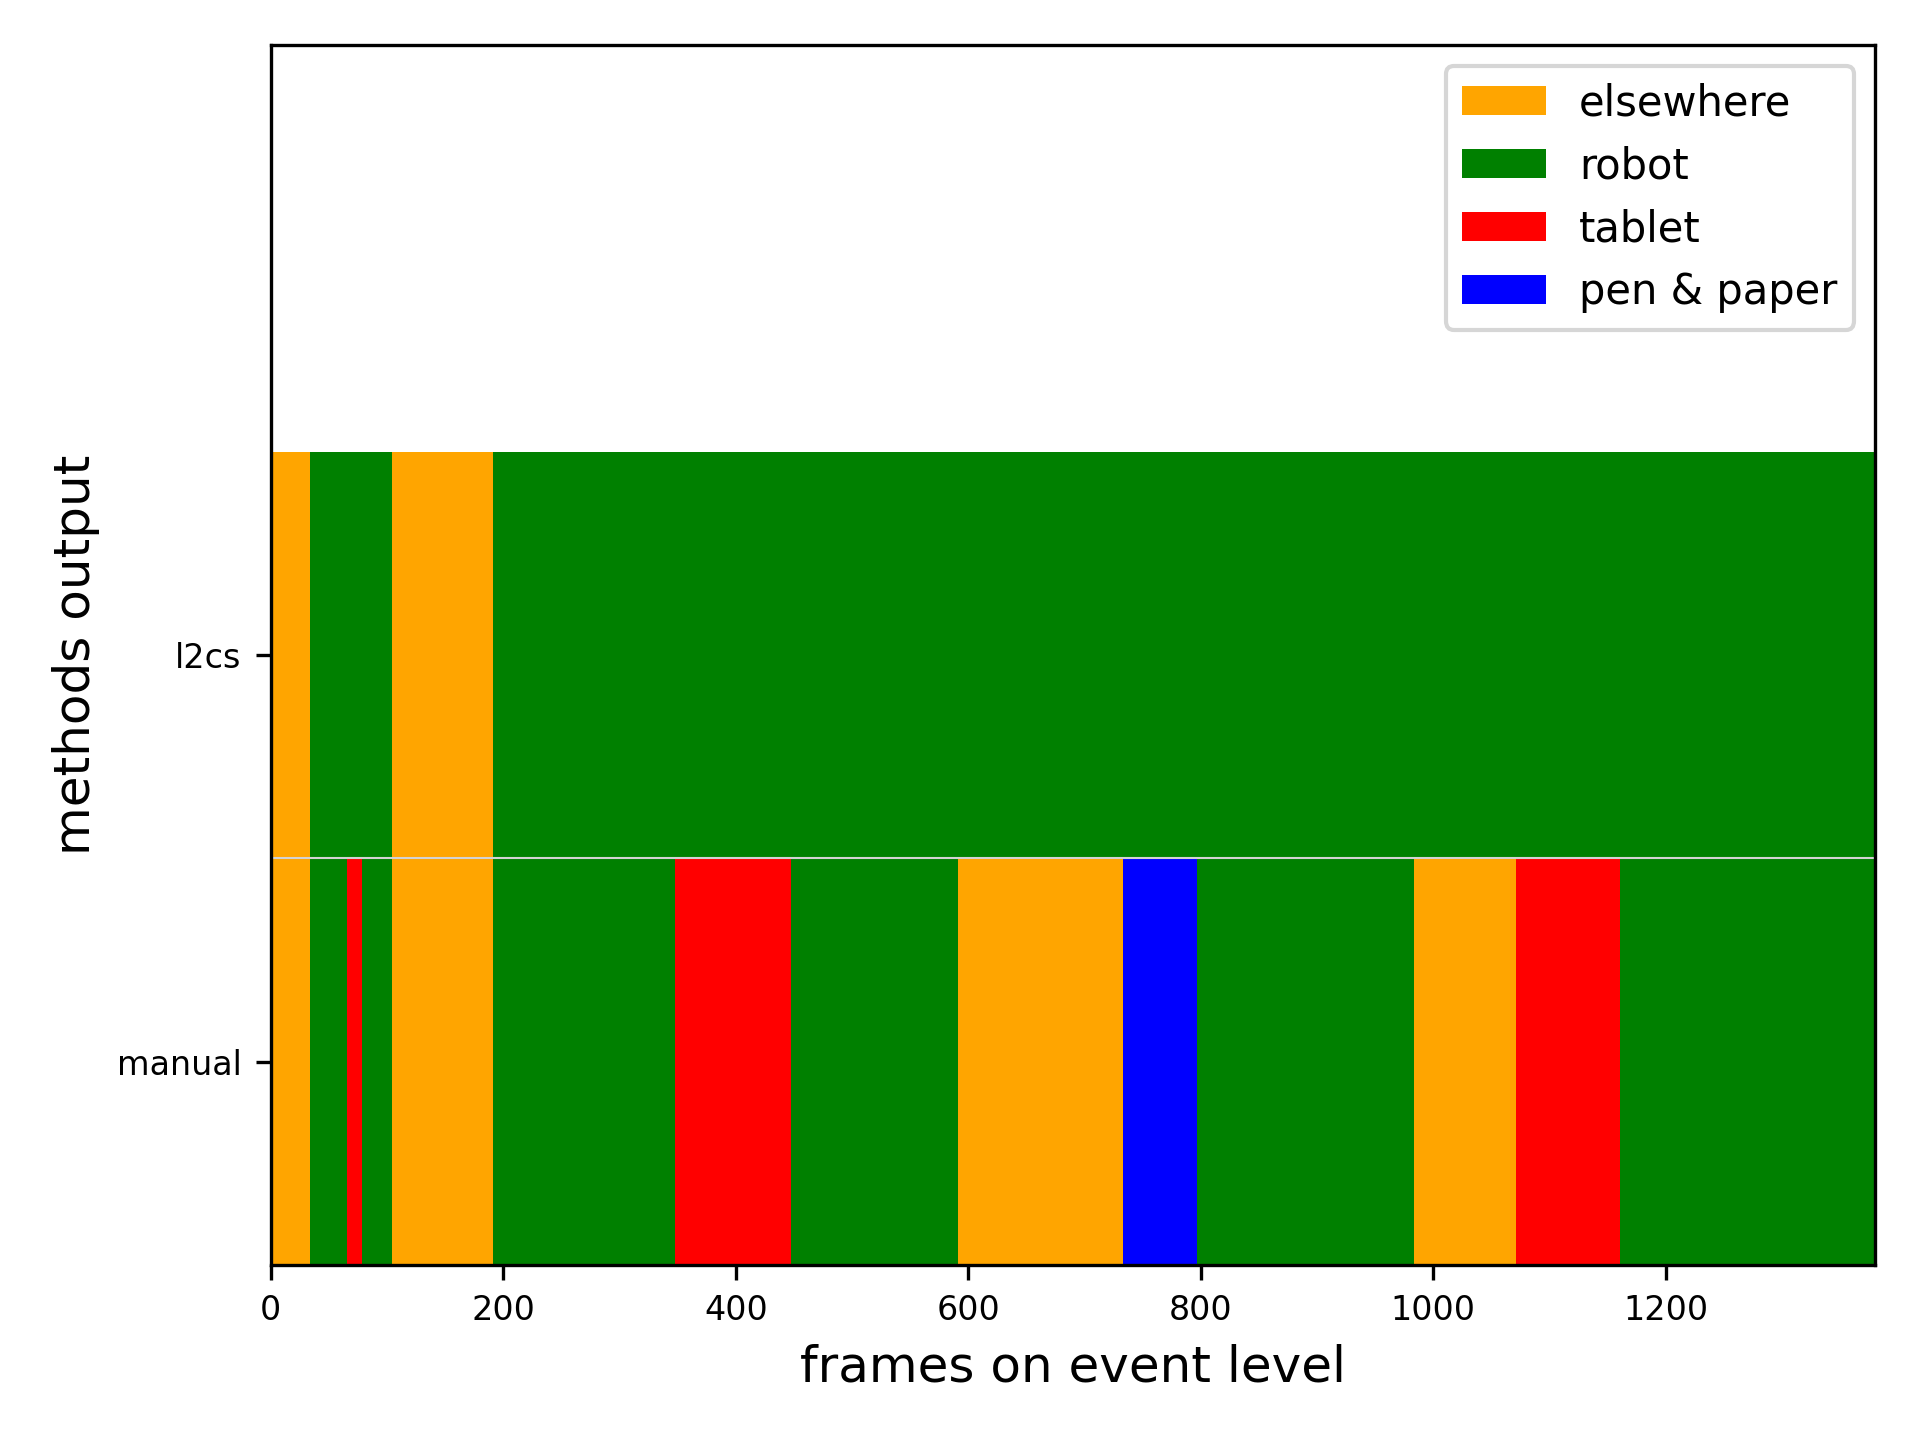 elsewhere
robot
tablet
pen & paper
methods output
l2cs
manual
0 200 400 600 800 1000 1200
frames on event level